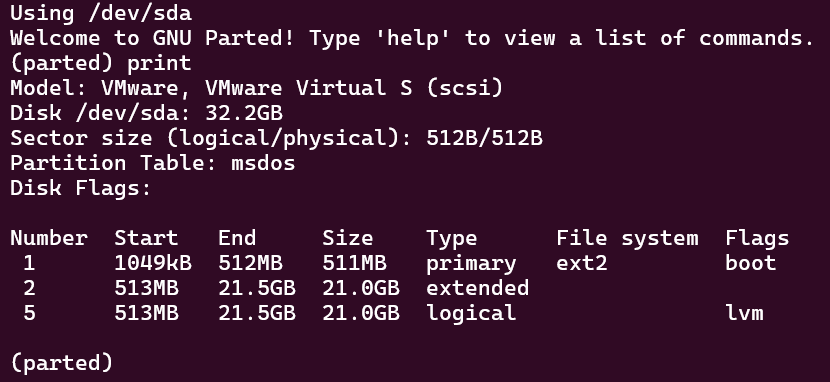 Using /dev/sda
Welcome to GNU Parted! Type 'help' to view a list of commands.
(parted) print
Model: VMware, VMware Virtual S (scsi)
Disk /dev/sda: 32.2GB
Sector size (logical/physical): 512B/512B
Partition Table: msdos
Disk Flags:

Number  Start   End     Size    Type      File system  Flags
 1      1049kB  512MB   511MB   primary   ext2         boot
 2      513MB   21.5GB  21.0GB  extended
 5      513MB   21.5GB  21.0GB  logical                lvm

(parted)